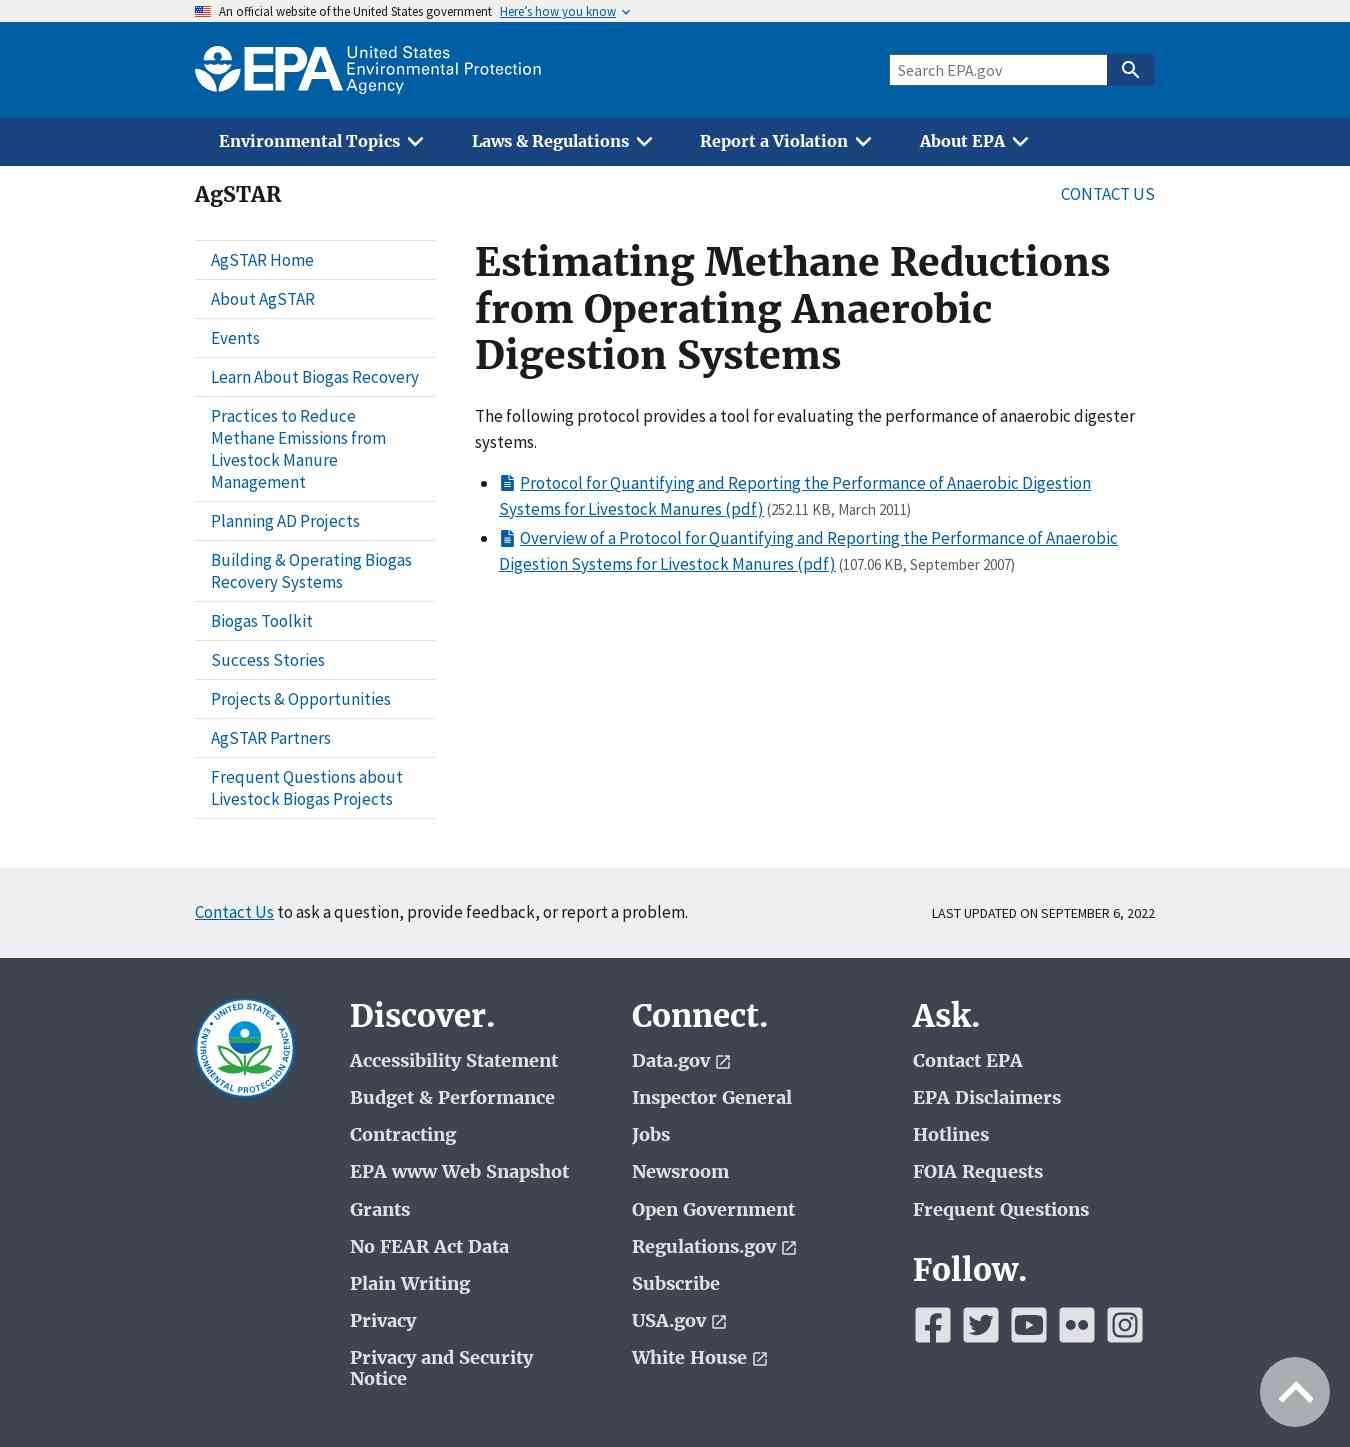 An official website of the United States government Here's how you know
EPA United States
Environmental Protection
Agency
Search EPA.gov
Environmental Topics Laws & Regulations Report a Violation About EPA
AgSTAR
CONTACT US
AgSTAR Home
About AgSTAR
Events
Learn About Biogas Recovery
Practices to Reduce
Methane Emissions from
Livestock Manure
Management
Planning AD Projects
Building & Operating Biogas
Recovery Systems
Biogas Toolkit
Success Stories
Projects & Opportunities
AgSTAR Partners
Frequent Questions about
Livestock Biogas Projects
Estimating Methane Reductions
from Operating Anaerobic
Digestion Systems
The following protocol provides a tool for evaluating the performance of anaerobic digester
systems.
Protocol for Quantifying and Reporting the Performance of Anaerobic Digestion
Systems for Livestock Manures (pdf) (252.11 KB, March 2011)
Overview of a Protocol for Quantifying and Reporting the Performance of Anaerobic
Digestion Systems for Livestock Manures (pdf) (107.06 KB, September 2007)
Contact Us to ask a question, provide feedback, or report a problem.
LAST UPDATED ON SEPTEMBER 6, 2022
UNITED STATES
ENVIRONMENTAL PROTECTION AGENCY
Discover.
Accessibility Statement
Budget & Performance
Contracting
EPA www Web Snapshot
Grants
No FEAR Act Data
Plain Writing
Privacy
Privacy and Security
Notice
Connect.
Data.gov
Inspector General
Jobs
Newsroom
Open Government
Regulations.gov
Subscribe
USA.gov
White House
Ask.
Contact EPA
EPA Disclaimers
Hotlines
FOIA Requests
Frequent Questions
Follow.